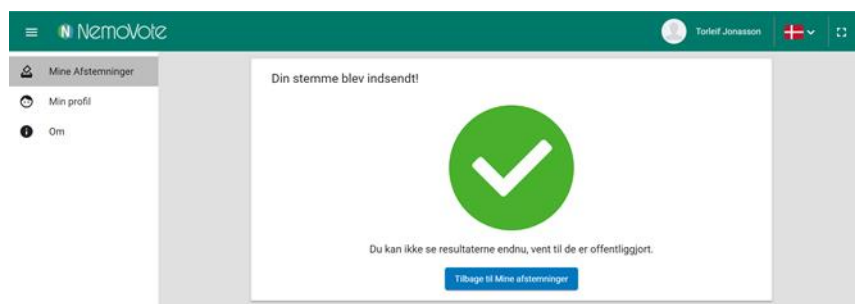 NemoVote
Torleif Jonasson
Mine Afstemninger
Min profil
Om
Din stemme blev indsendt!
Du kan ikke se resultaterne endnu, vent til de er offentliggjort.
Tilbage til Mine afstemninger